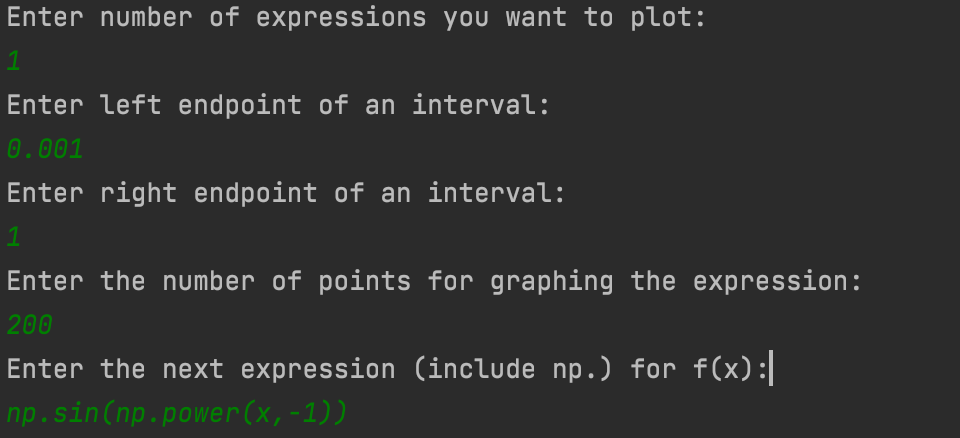 Enter number of expressions you want to plot:
1
Enter left endpoint of an interval:
0.001
Enter right endpoint of an interval:
1
Enter the number of points for graphing the expression:
200
Enter the next expression (include np.) for f(x):
np.sin(np.power(x,-1))